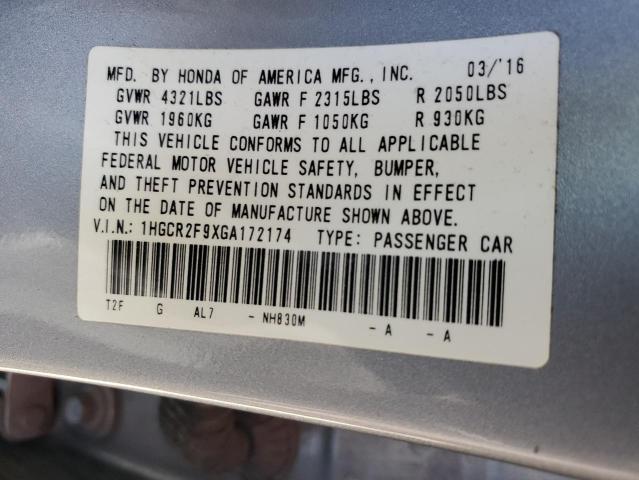 MFD. BY HONDA OF AMERICA MFG., INC. 03/'16
GVWR 4321LBS GAWR F 2315LBS R 2050LBS
GVWR 1960KG GAWR F 1050KG R 930KG
THIS VEHICLE CONFORMS TO ALL APPLICABLE
FEDERAL MOTOR VEHICLE SAFETY, BUMPER,
AND THEFT PREVENTION STANDARDS IN EFFECT
ON THE DATE OF MANUFACTURE SHOWN ABOVE.
V.I.N.: 1HGCR2F9XGA172174 TYPE: PASSENGER CAR
T2F G AL7 - NH830M - A - A